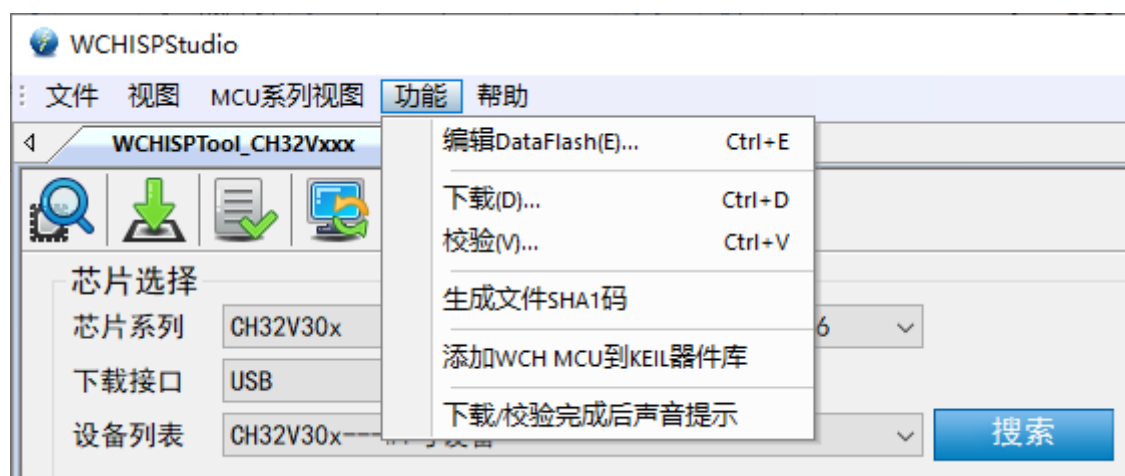 WCHISPStudio
文件 视图 MCU系列视图 功能 帮助
WCHISPTool_CH32Vxxx
编辑DataFlash(E)... Ctrl+E
下载(D)... Ctrl+D
校验(V)... Ctrl+V
生成文件SHA1码
添加WCH MCU到KEIL器件库
下载/校验完成后声音提示
芯片选择
芯片系列 CH32V30x 6
下载接口 USB
设备列表 CH32V30x 搜索